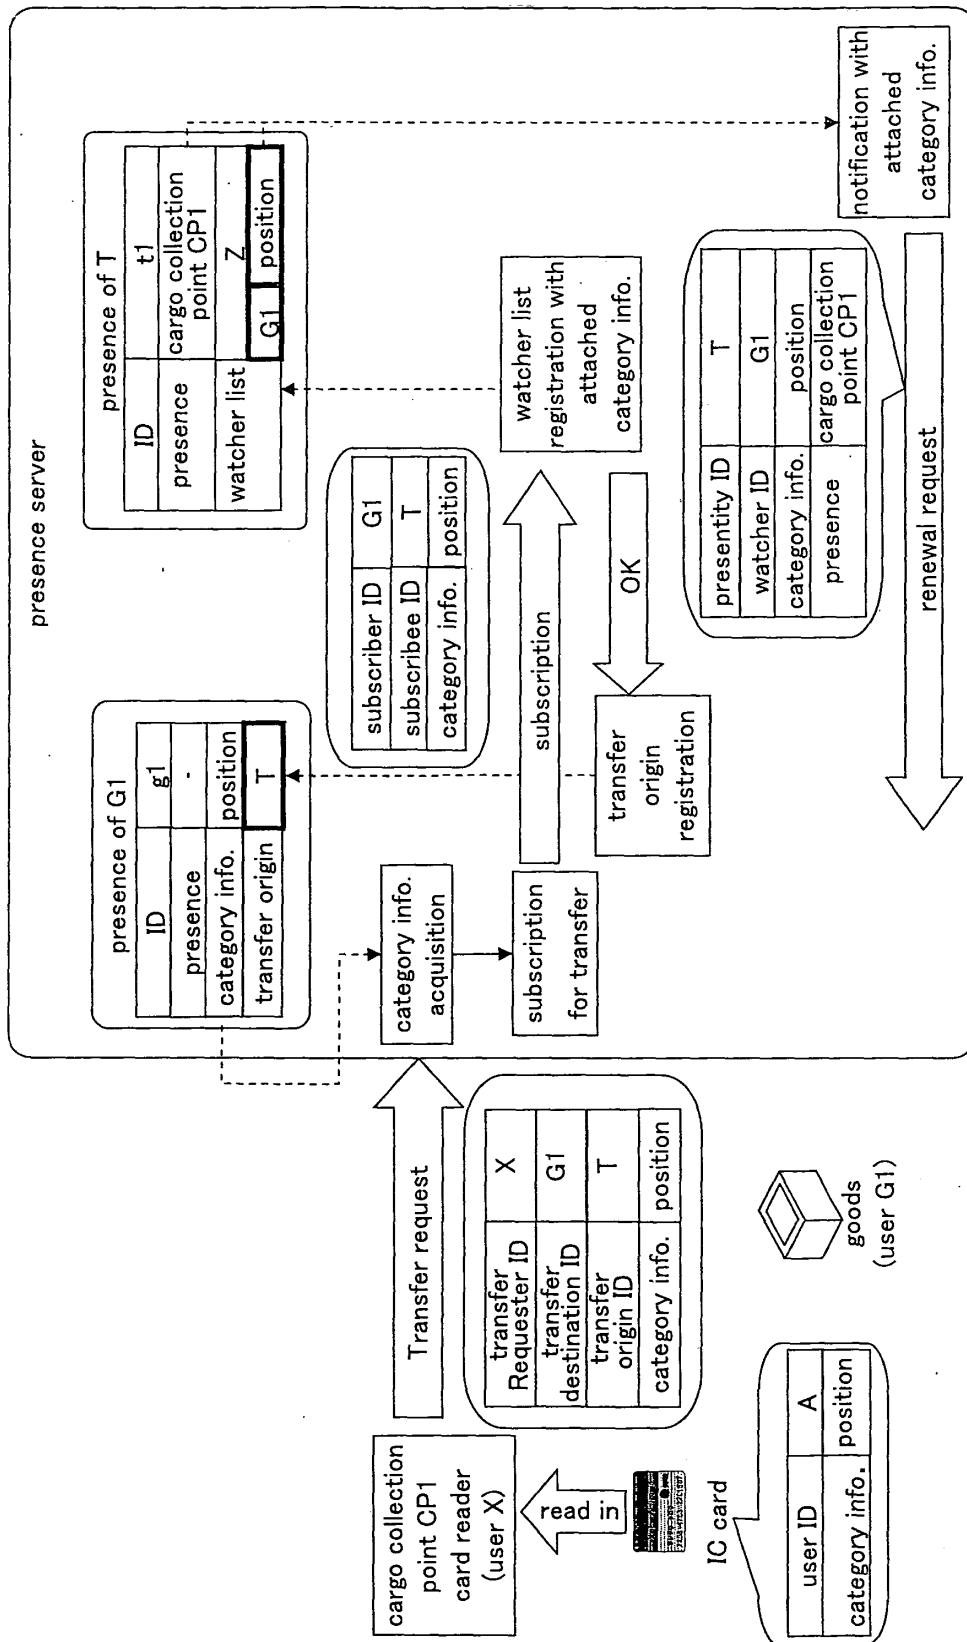 presence server
presence of G1
ID g1
presence -
category info. position
transfer origin T
presence of T
ID t1
presence cargo collection
point CP1
watcher list Z
G1 position
subscriber ID G1
subscribee ID T
category info. position
category info.
acquisition
subscription
for transfer
subscription
watcher list
registration with
attached
category info.
OK
transfer
origin
registration
presentity ID T
watcher ID G1
category info. position
presence cargo collection
point CP1
notification with
attached
category info.
renewal request
cargo collection
point CP1
card reader
(user X)
Transfer request
transfer
Requester ID X
transfer
destination ID G1
transfer
origin ID T
category info. position
read in
IC card
user ID A
category info. position
goods
(user G1)